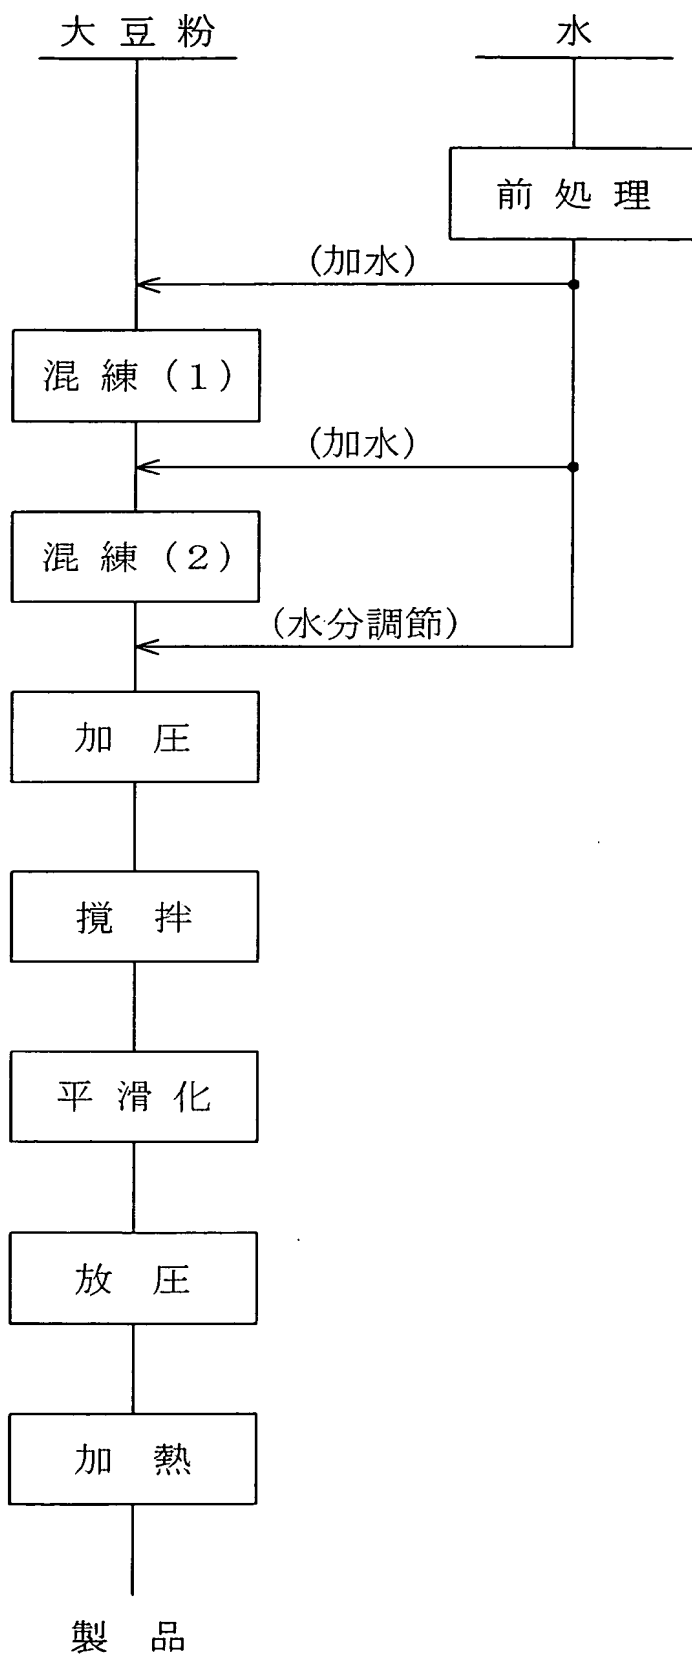 大豆粉
水
前処理
(加水)
混練(1)
(加水)
混練(2)
(水分調節)
加圧
撹拌
平滑化
放圧
加熱
製品